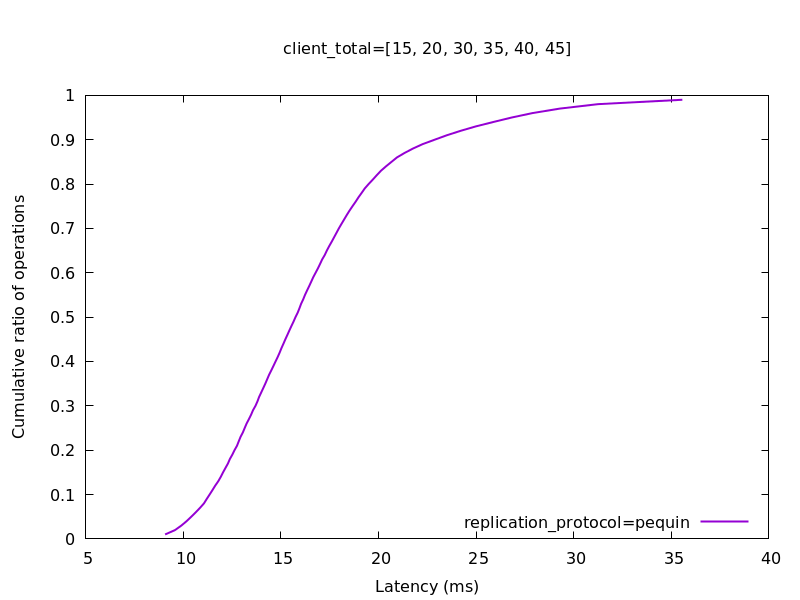 client_total=[15, 20, 30, 35, 40, 45]
1
0.9
0.8
0.7
0.6
0.5
0.4
0.3
0.2
0.1
0
Cumulative ratio of operations
replication_protocol=pequin
5 10 15 20 25 30 35 40
Latency (ms)